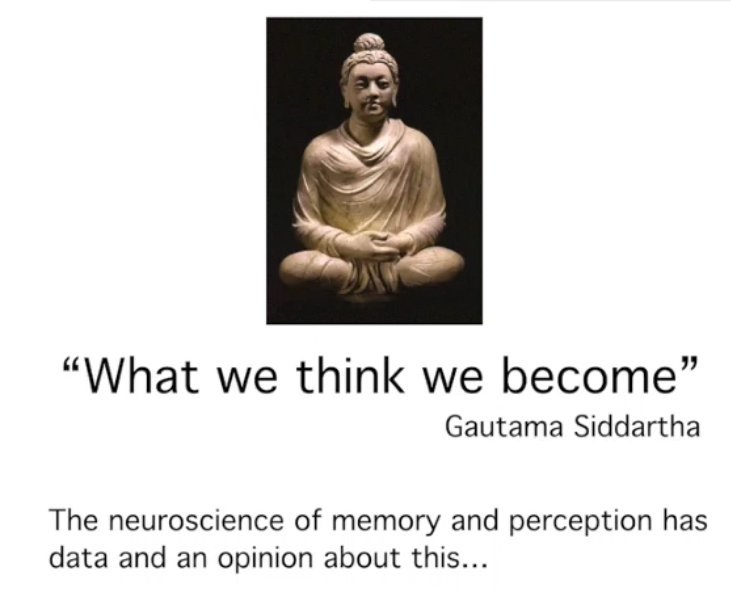 “What we think we become”
Gautama Siddartha
The neuroscience of memory and perception has
data and an opinion about this...